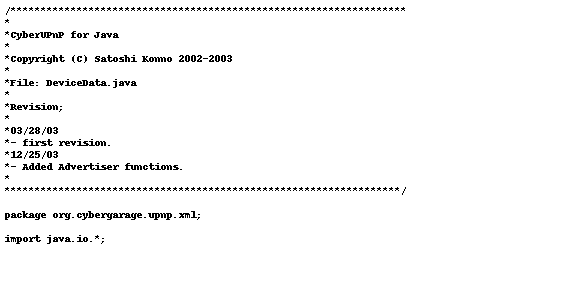 /******************************************************************
*
*CyberUPnP for Java
*
*Copyright (C) Satoshi Konno 2002-2003
*
*File: DeviceData.java
*
*Revision;
*
*03/28/03
*- first revision.
*12/25/03
*- Added Advertiser functions.
*
******************************************************************/
package org.cybergarage.upnp.xml;
import java.io.*;